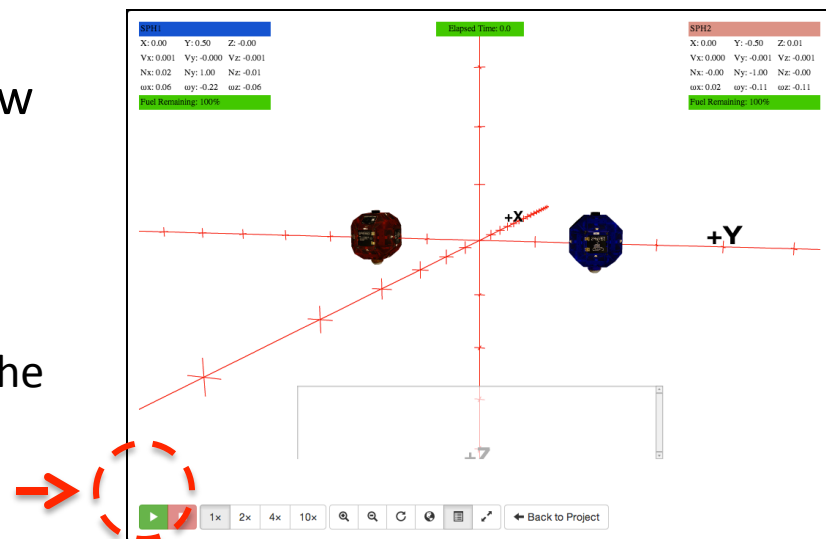 w
he
SPH1
X: 0.00 Y: 0.50 Z: -0.00
Vx: 0.001 Vy: -0.000 Vz: -0.001
Nx: 0.02 Ny: 1.00 Nz: -0.01
ωx: 0.06 ωy: -0.22 ωz: -0.06
Fuel Remaining: 100%
Elapsed Time: 0.0
SPH2
X: 0.00 Y: -0.50 Z: 0.01
Vx: 0.000 Vy: -0.001 Vz: -0.001
Nx: -0.00 Ny: -1.00 Nz: -0.00
ωx: 0.02 ωy: -0.11 ωz: -0.11
Fuel Remaining: 100%
+X
+Y
+Z
1x 2x 4x 10x Back to Project